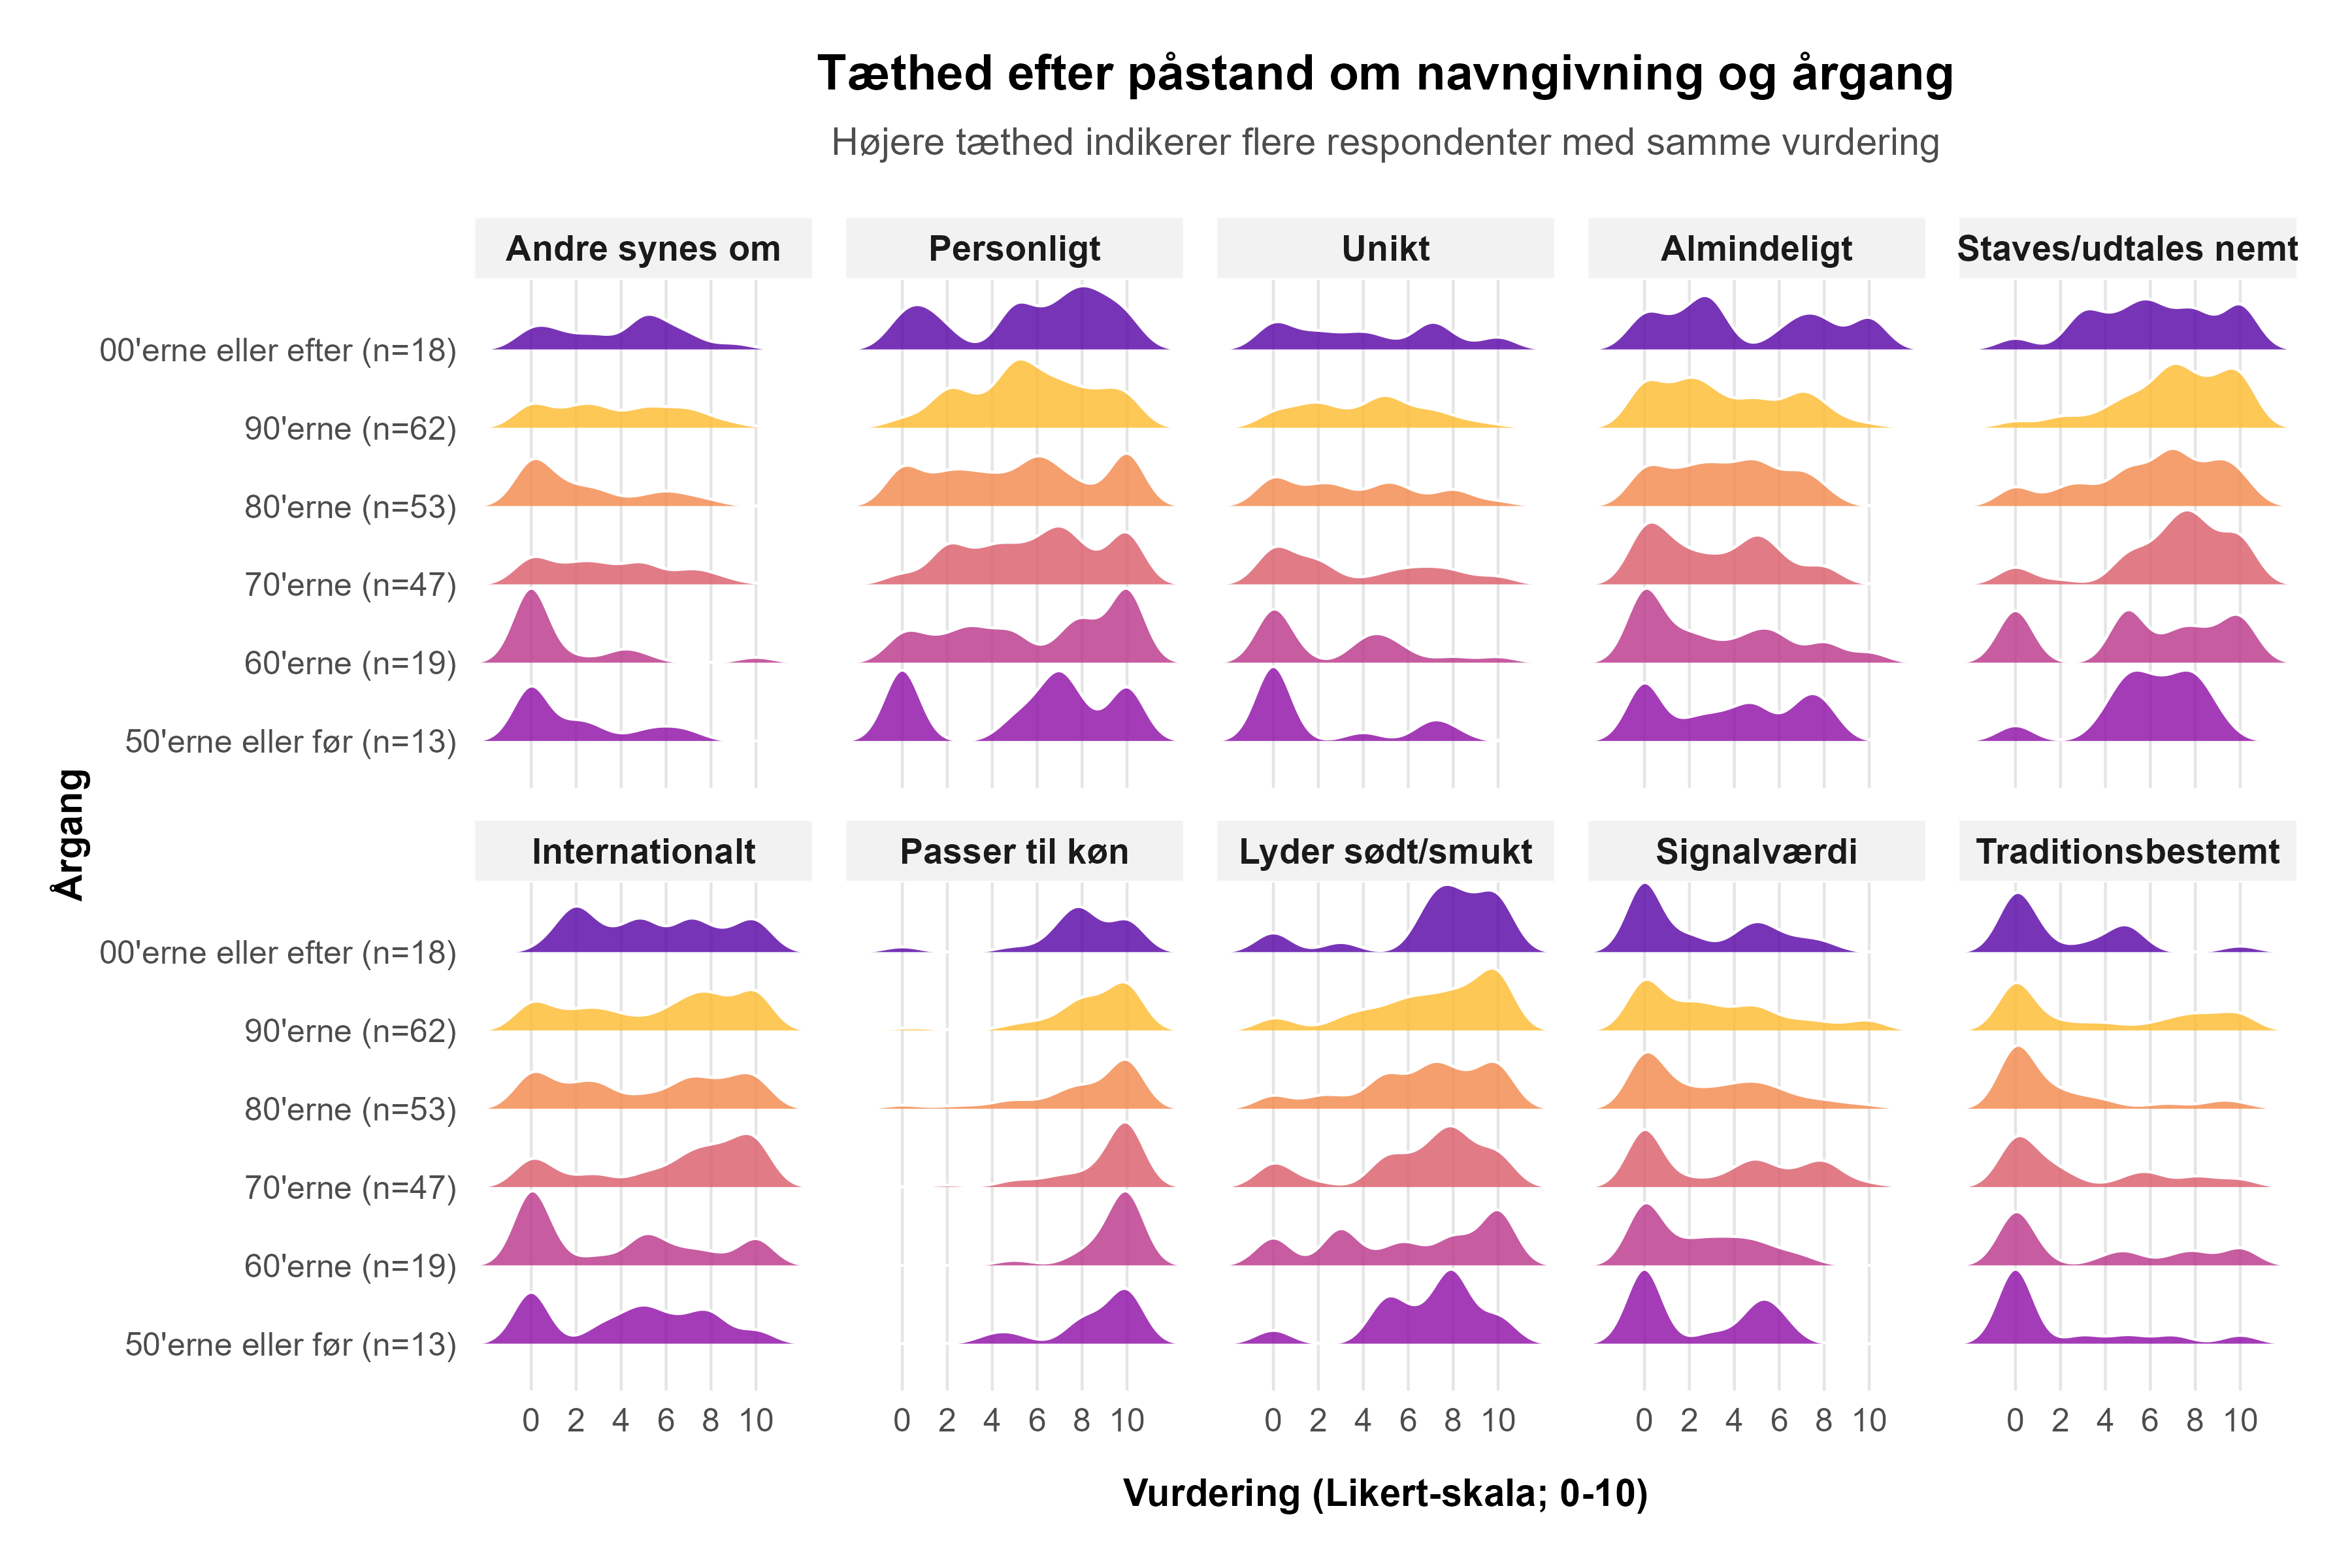 Tæthed efter påstand om navngivning og årgang
Højere tæthed indikerer flere respondenter med samme vurdering
Andre synes om
Personligt
Unikt
Almindeligt
Staves/udtales nemt
00'erne eller efter (n=18)
90'erne (n=62)
80'erne (n=53)
70'erne (n=47)
60'erne (n=19)
50'erne eller før (n=13)
Årgang
Internationalt
Passer til køn
Lyder sødt/smukt
Signalværdi
Traditionsbestemt
00'erne eller efter (n=18)
90'erne (n=62)
80'erne (n=53)
70'erne (n=47)
60'erne (n=19)
50'erne eller før (n=13)
0 2 4 6 8 10
0 2 4 6 8 10
0 2 4 6 8 10
0 2 4 6 8 10
0 2 4 6 8 10
Vurdering (Likert-skala; 0-10)